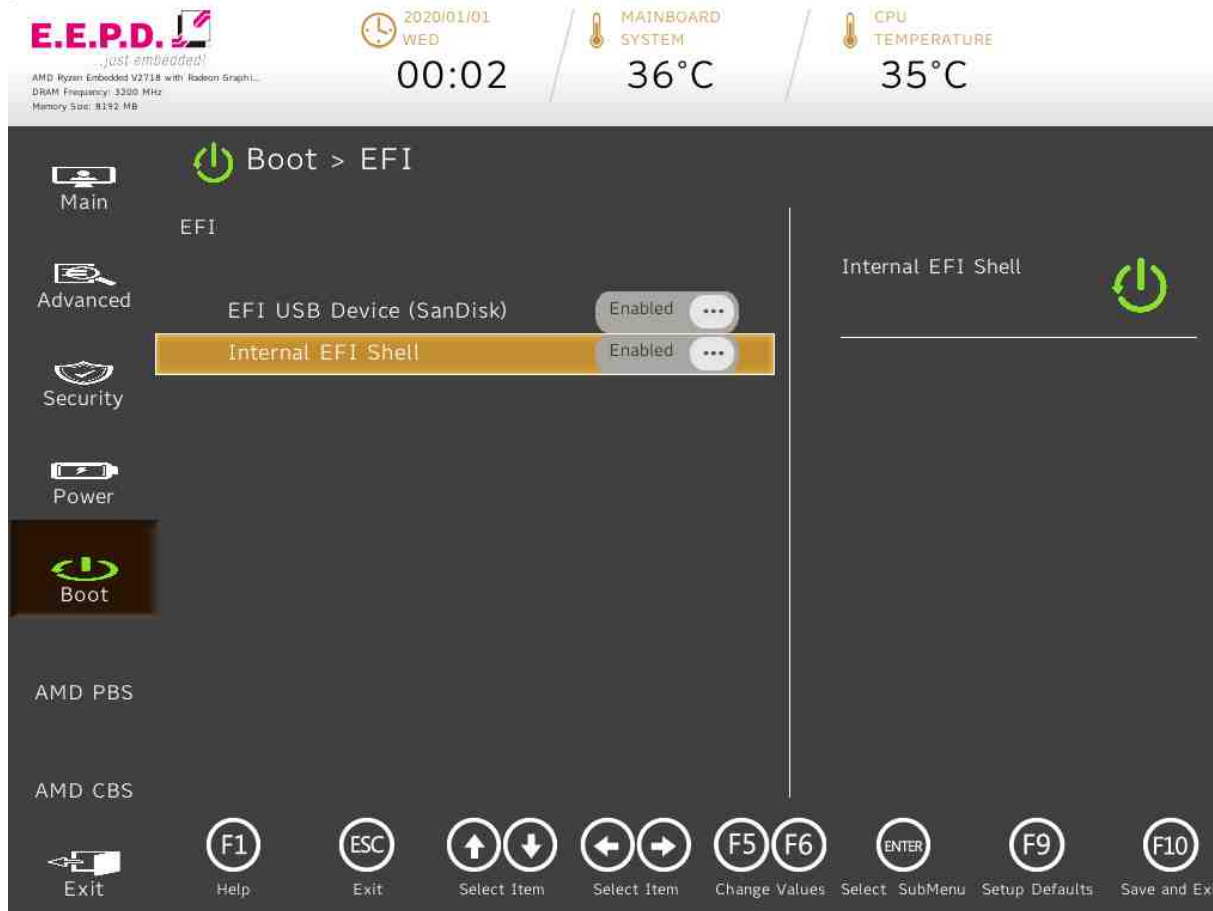 E.E.P.D.
...just embedded!
AMD Ryzen Embedded V2718 with Radeon Graphi...
DRAM Frequency: 3200 MHz
Memory Size: 8192 MB
2020/01/01
WED
00:02
MAINBOARD
SYSTEM
36°C
CPU
TEMPERATURE
35°C
Main
Advanced
Security
Power
Boot
AMD PBS
AMD CBS
Exit
Boot > EFI
EFI
EFI USB Device (SanDisk) Enabled ...
Internal EFI Shell Enabled ...
Internal EFI Shell
F1 ESC F5 F6 ENTER F9 F10
Help Exit Select Item Select Item Change Values Select SubMenu Setup Defaults Save and Ex